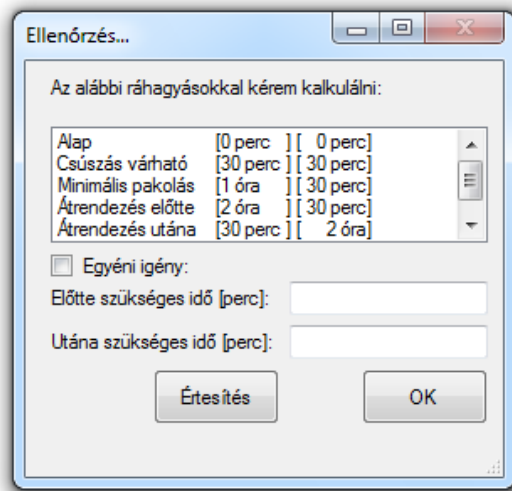 Ellenőrzés...
Az alábbi ráhagyásokkal kérem kalkulálni:
Alap [0 perc ] [ 0 perc]
Csúszás várható [30 perc ] [ 30 perc]
Minimális pakolás [1 óra ] [ 30 perc]
Átrendezés előtte [2 óra ] [ 30 perc]
Átrendezés utána [30 perc ] [ 2 óra]
Egyéni igény:
Előtte szükséges idő [perc]:
Utána szükséges idő [perc]:
Értesítés OK